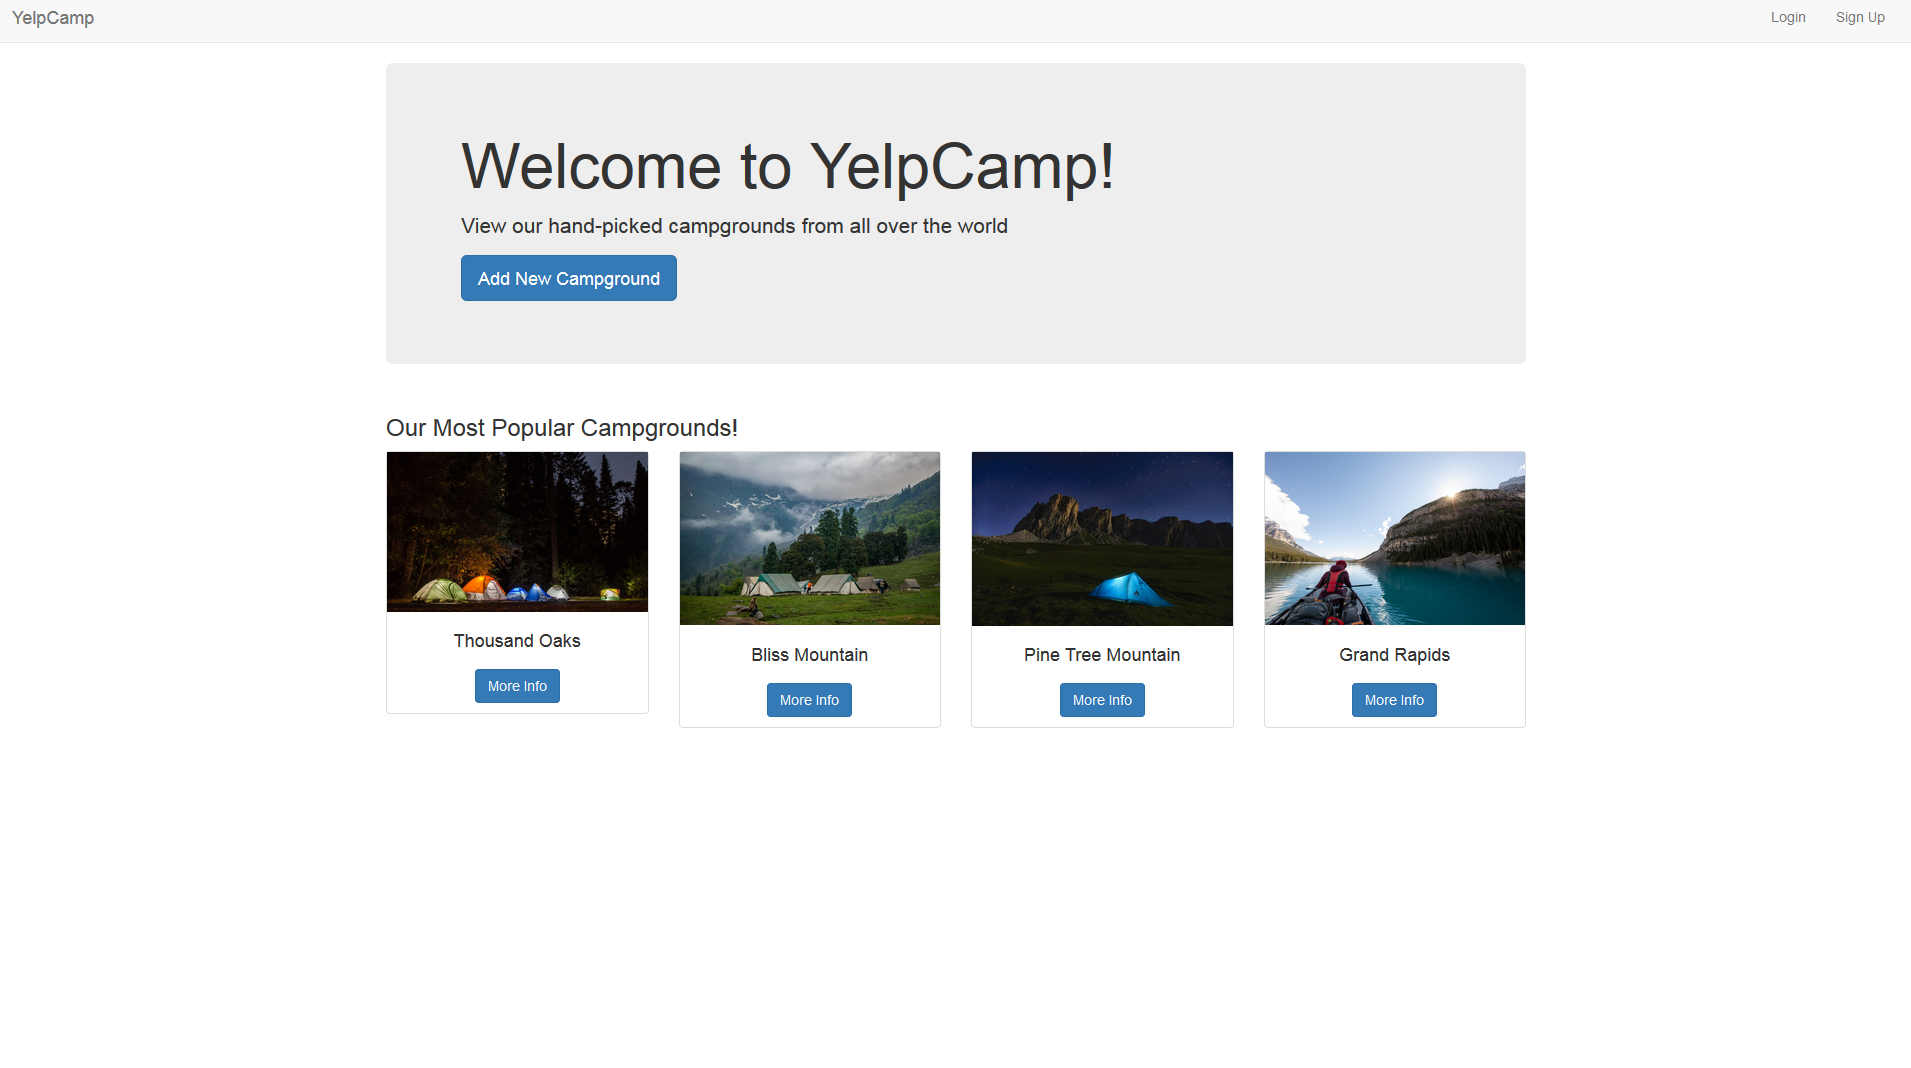 YelpCamp
Login
Sign Up
Welcome to YelpCamp!
View our hand-picked campgrounds from all over the world
Add New Campground
Our Most Popular Campgrounds!
Thousand Oaks
More Info
Bliss Mountain
More Info
Pine Tree Mountain
More Info
Grand Rapids
More Info